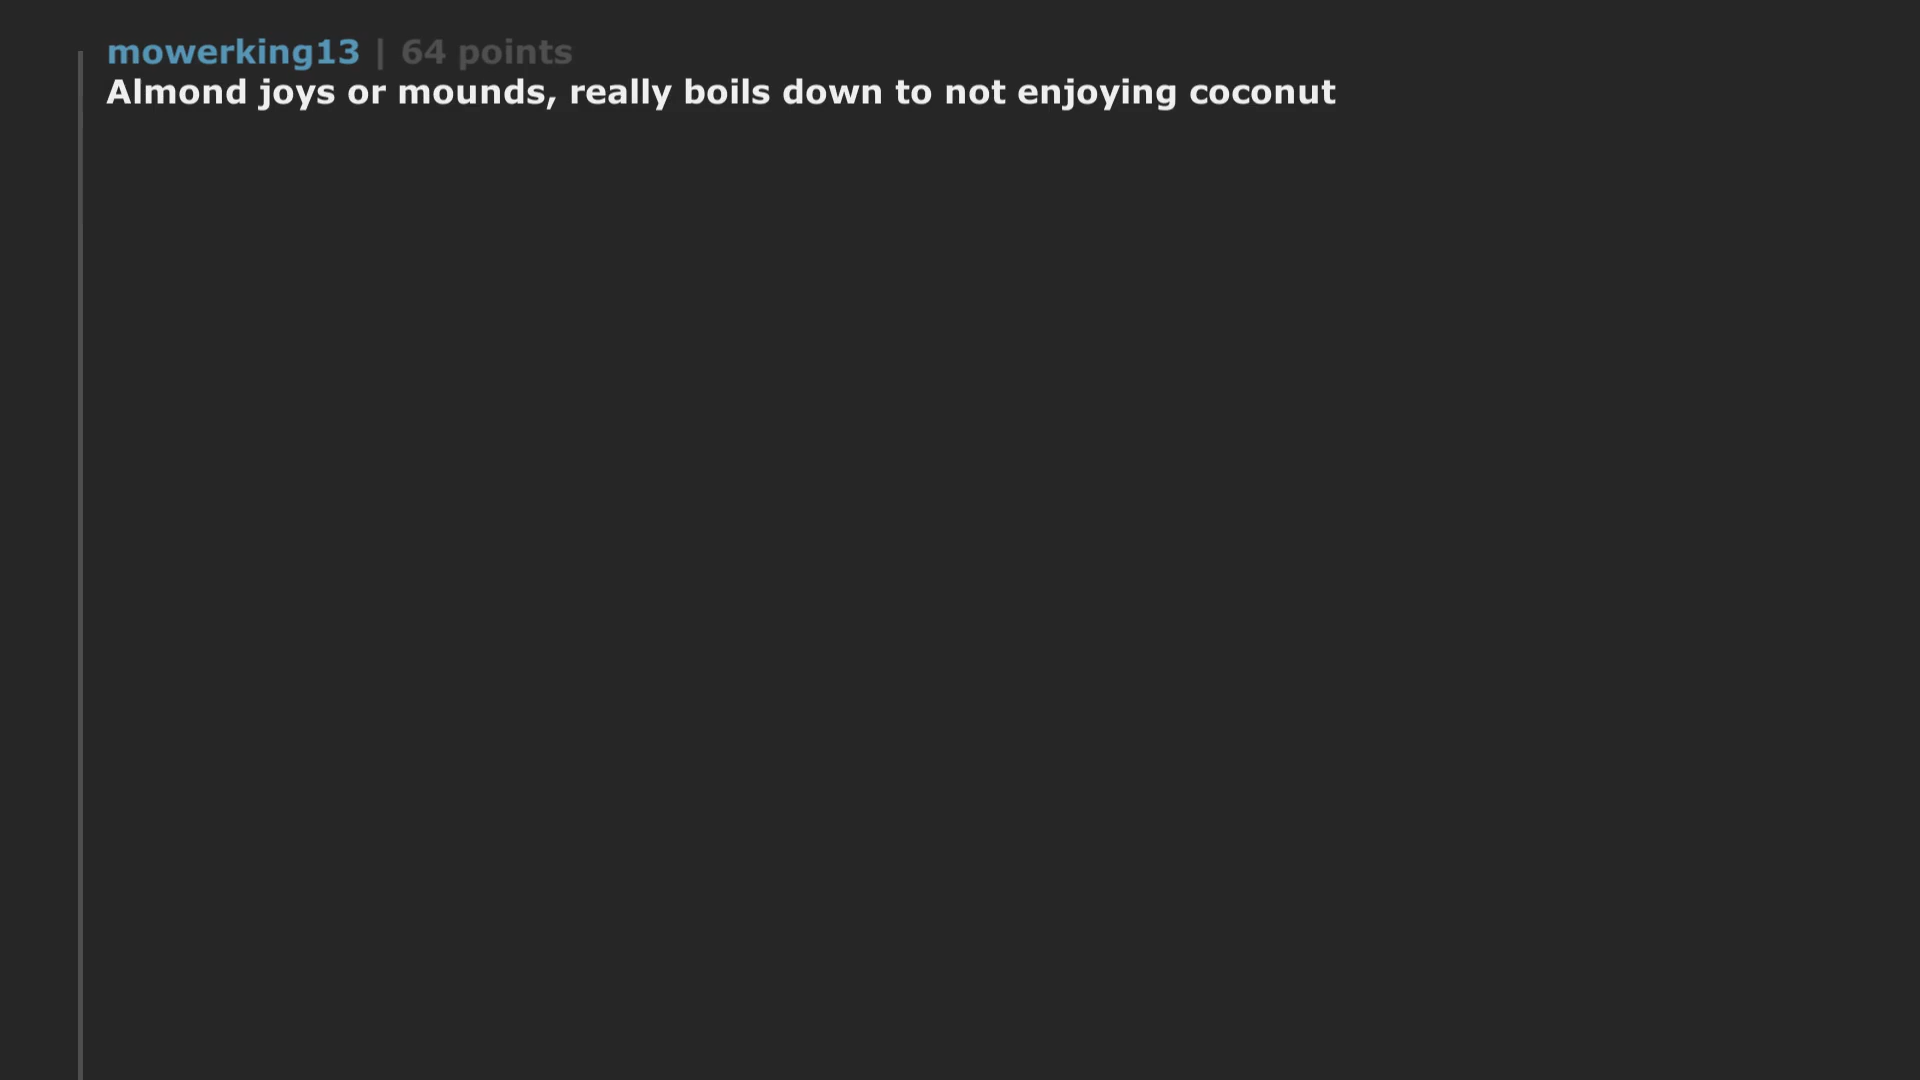 mowerking13 | 64 points
Almond joys or mounds, really boils down to not enjoying coconut